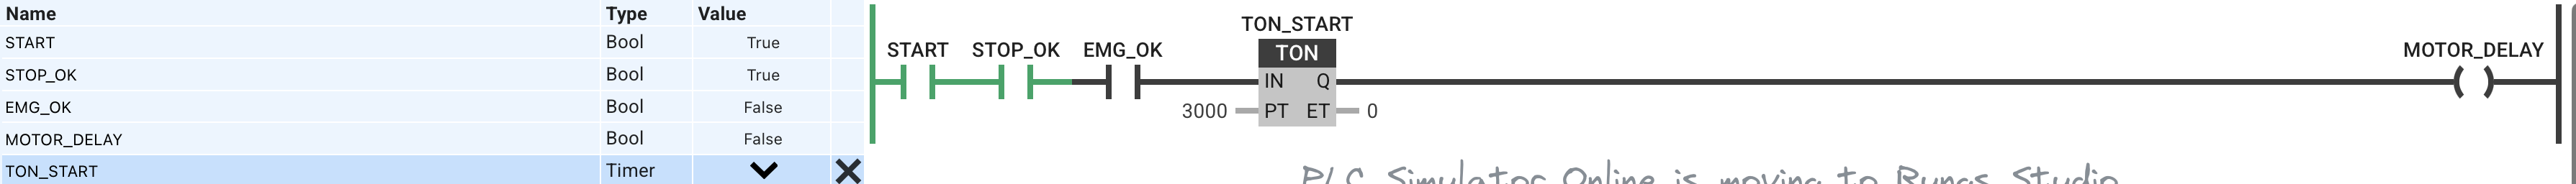 Name Type Value
START Bool True
STOP_OK Bool True
EMG_OK Bool False
MOTOR_DELAY Bool False
TON_START Timer
TON_START
START STOP_OK EMG_OK TON MOTOR_DELAY
IN Q
3000 PT ET 0
PLC Simulator Online is moving to Rungs Studio